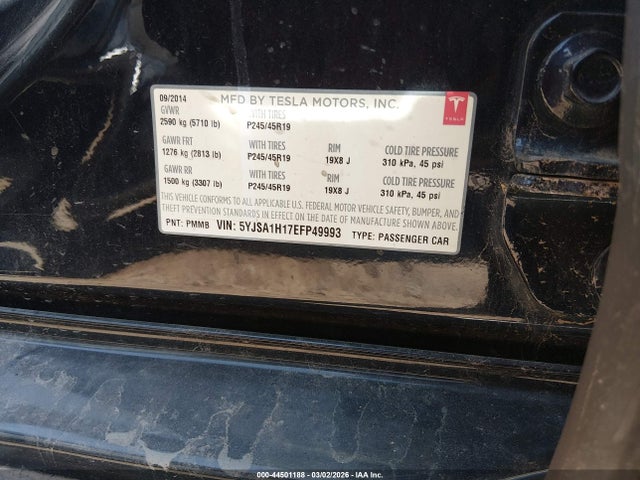 09/2014 MFD BY TESLA MOTORS, INC.
GVWR WITH TIRES
2590 kg (5710 lb) P245/45R19
TESLA
GAWR FRT WITH TIRES RIM COLD TIRE PRESSURE
1276 kg (2813 lb) P245/45R19 19X8 J 310 kPa, 45 psi
GAWR RR WITH TIRES RIM COLD TIRE PRESSURE
1500 kg (3307 lb) P245/45R19 19X8 J 310 kPa, 45 psi
THIS VEHICLE CONFORMS TO ALL APPLICABLE U.S. FEDERAL MOTOR VEHICLE SAFETY, BUMPER, AND
THEFT PREVENTION STANDARDS IN EFFECT ON THE DATE OF MANUFACTURE SHOWN ABOVE.
PNT: PMMB VIN: 5YJSA1H17EFP49993 TYPE: PASSENGER CAR
000-44501188 - 03/02/2026 - IAA Inc.